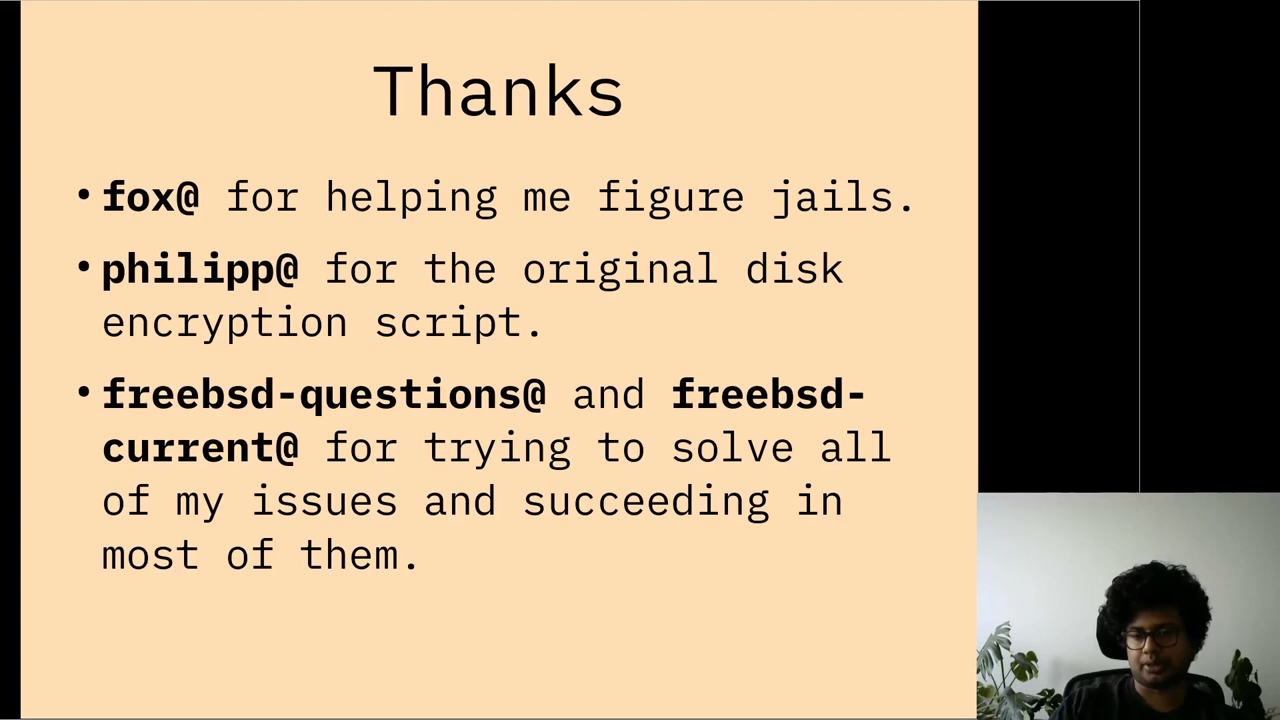 Thanks
• fox@ for helping me figure jails.
• philipp@ for the original disk
encryption script.
• freebsd-questions@ and freebsd-
current@ for trying to solve all
of my issues and succeeding in
most of them.